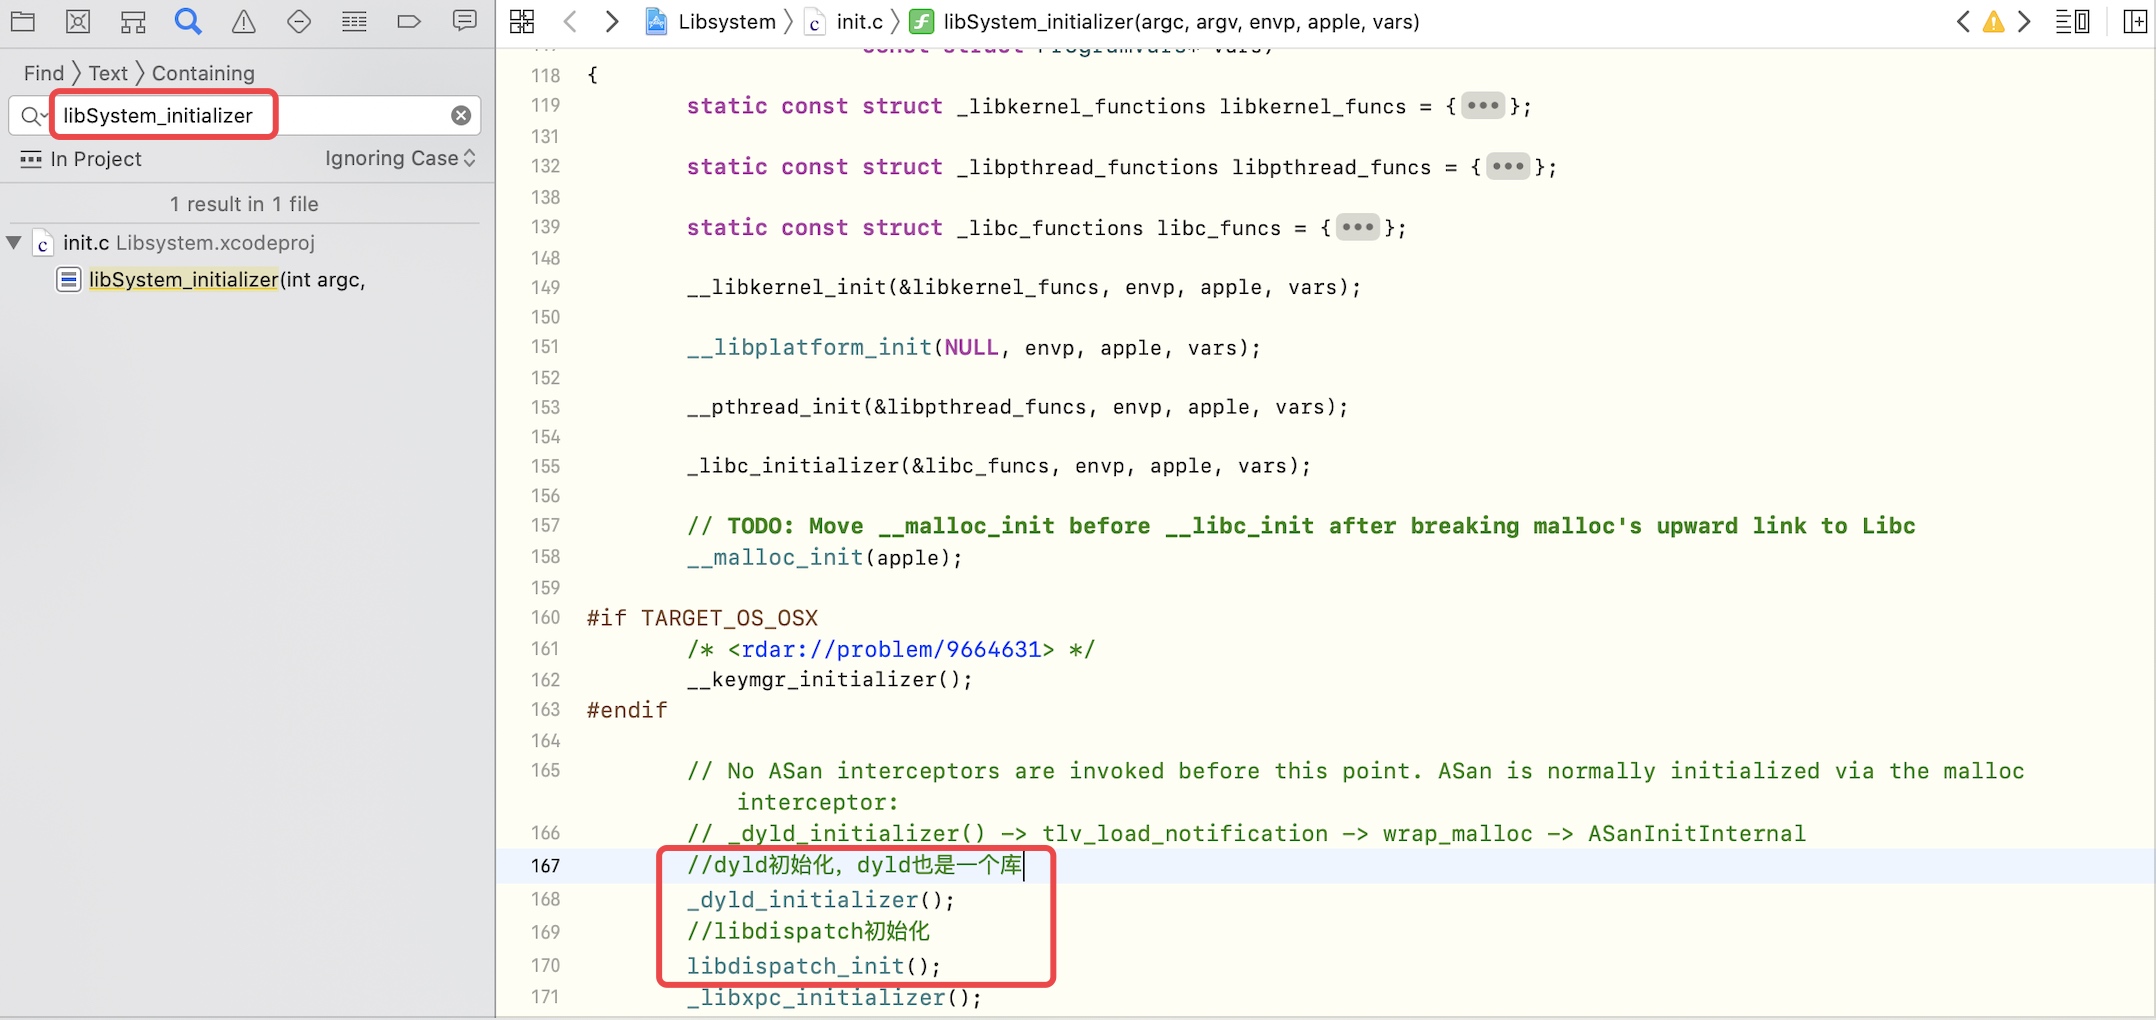 Find 〉 Text 〉 Containing
libSystem_initializer
In Project
Ignoring Case
1 result in 1 file
init.c Libsystem.xcodeproj
libSystem_initializer(int argc,
Libsystem 〉 init.c 〉 libSystem_initializer(argc, argv, envp, apple, vars)
118 {
119 static const struct _libkernel_functions libkernel_funcs = {•••};
131
132 static const struct _libpthread_functions libpthread_funcs = {•••};
138
139 static const struct _libc_functions libc_funcs = {•••};
148
149 __libkernel_init(&libkernel_funcs, envp, apple, vars);
150
151 __libplatform_init(NULL, envp, apple, vars);
152
153 __pthread_init(&libpthread_funcs, envp, apple, vars);
154
155 _libc_initializer(&libc_funcs, envp, apple, vars);
156
157 // TODO: Move __malloc_init before __libc_init after breaking malloc's upward link to Libc
158 __malloc_init(apple);
159
160 #if TARGET_OS_OSX
161 /* <rdar://problem/9664631> */
162 __keymgr_initializer();
163 #endif
164
165 // No ASan interceptors are invoked before this point. ASan is normally initialized via the malloc
interceptor:
166 // _dyld_initializer() -> tlv_load_notification -> wrap_malloc -> ASanInitInternal
167 //dyld初始化，dyld也是一个库
168 _dyld_initializer();
169 //libdispatch初始化
170 libdispatch_init();
171 _libxpc_initializer();